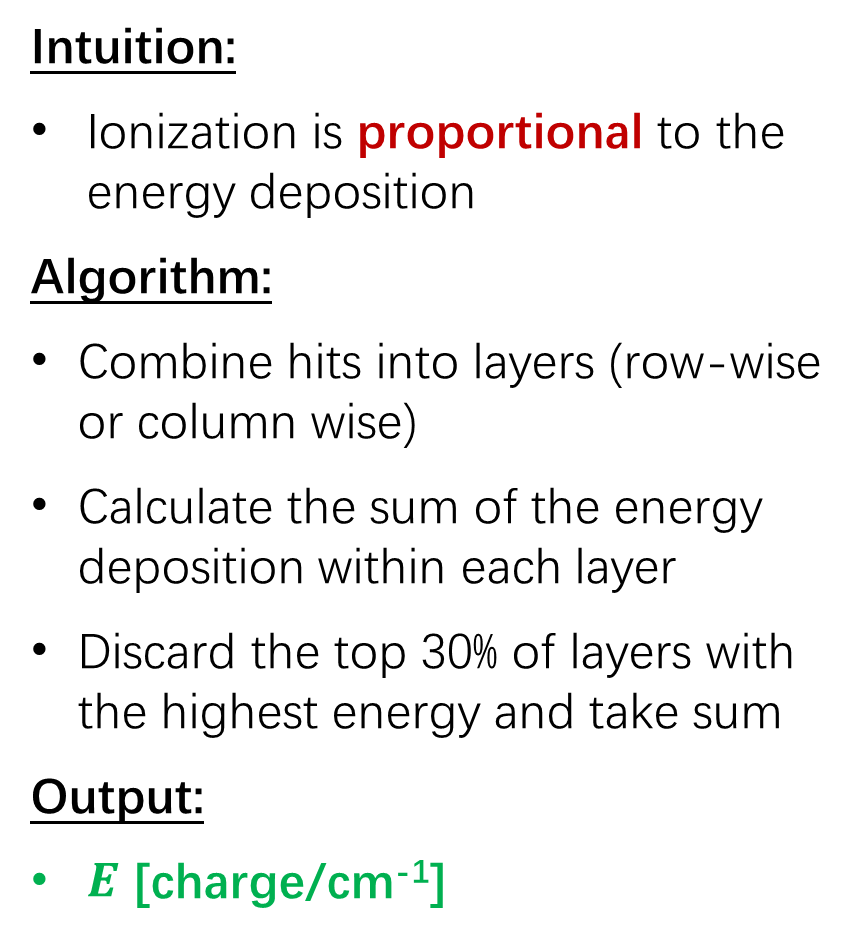 Intuition:
• Ionization is proportional to the
energy deposition
Algorithm:
• Combine hits into layers (row-wise
or column wise)
• Calculate the sum of the energy
deposition within each layer
• Discard the top 30% of layers with
the highest energy and take sum
Output:
• E [charge/cm⁻¹]